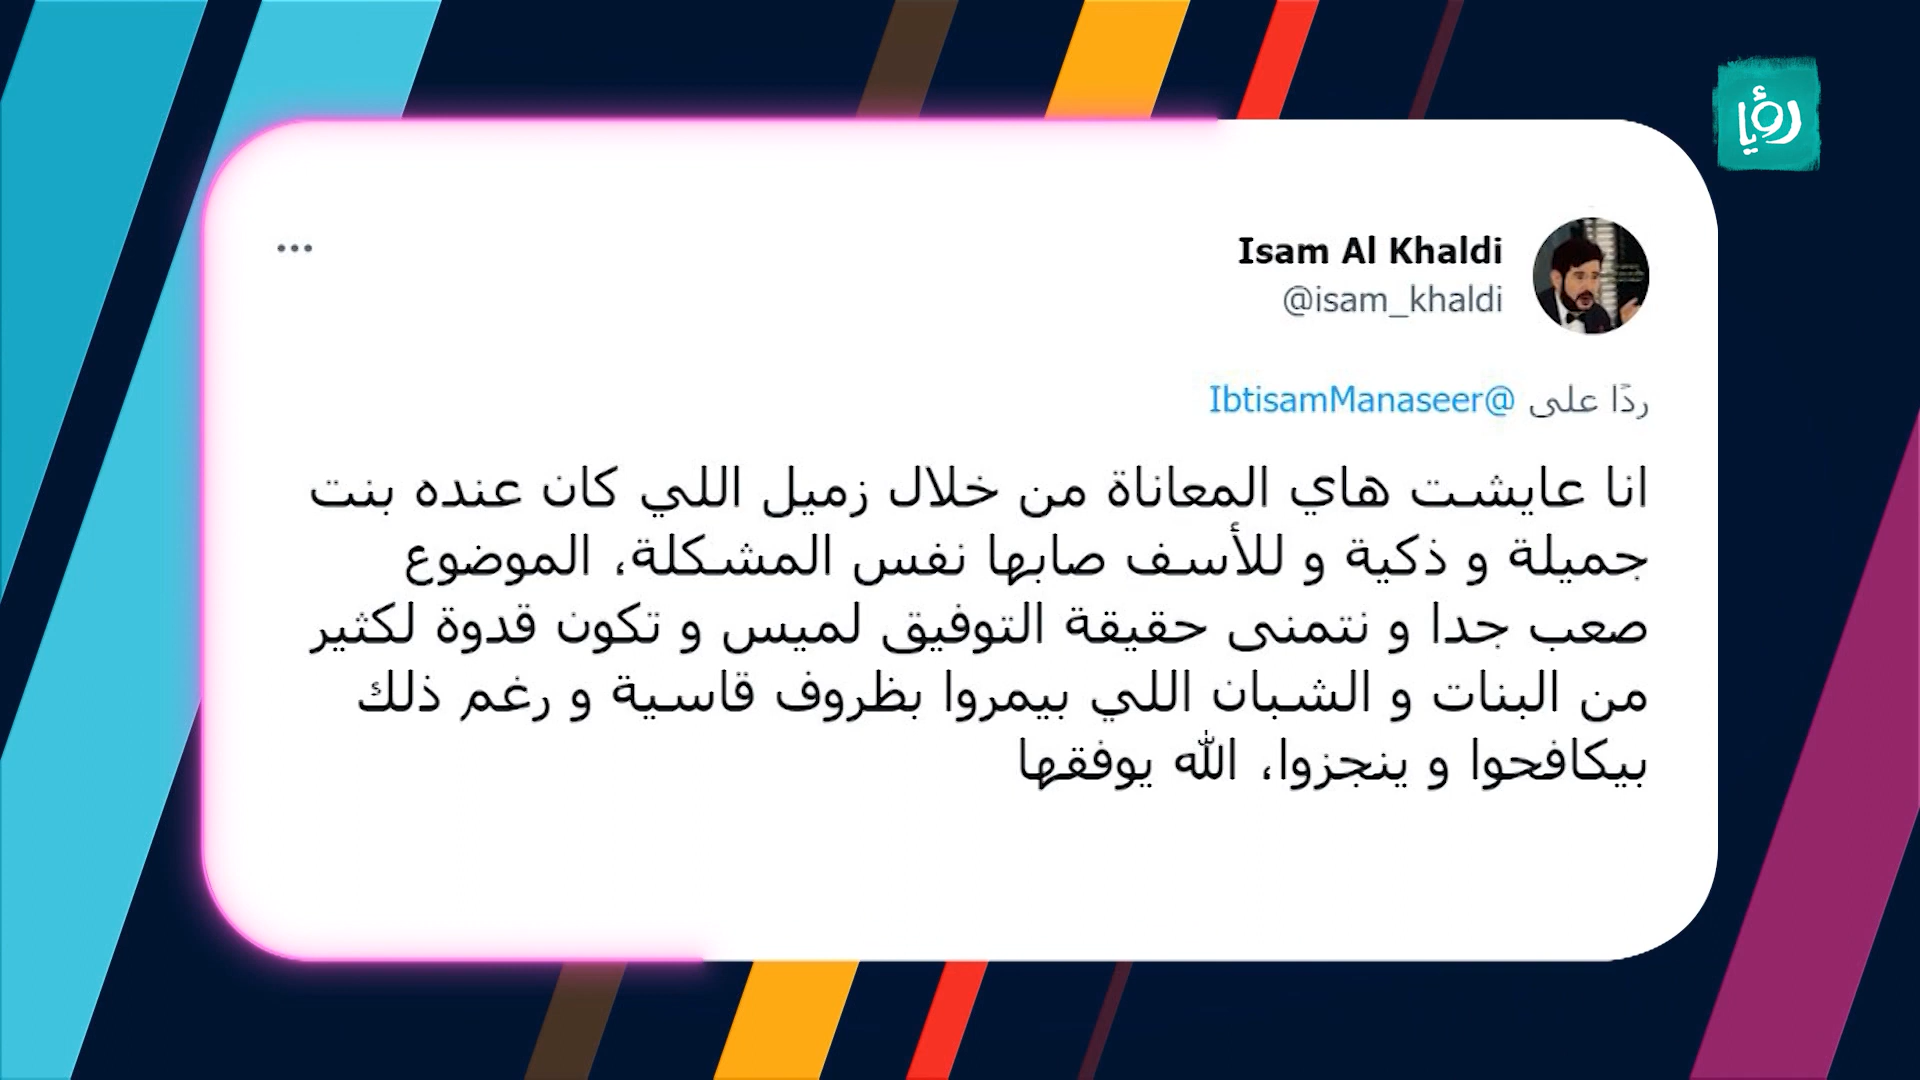 رؤيا
Isam Al Khaldi
@isam_khaldi
ردًا على @IbtisamManaseer
انا عايشت هاي المعاناة من خلال زميل اللي كان عنده بنت
جميلة و ذكية و للأسف صابها نفس المشكلة، الموضوع
صعب جدا و نتمنى حقيقة التوفيق لميس و تكون قدوة لكثير
من البنات و الشبان اللي بيمروا بظروف قاسية و رغم ذلك
بيكافحوا و ينجزوا، الله يوفقها